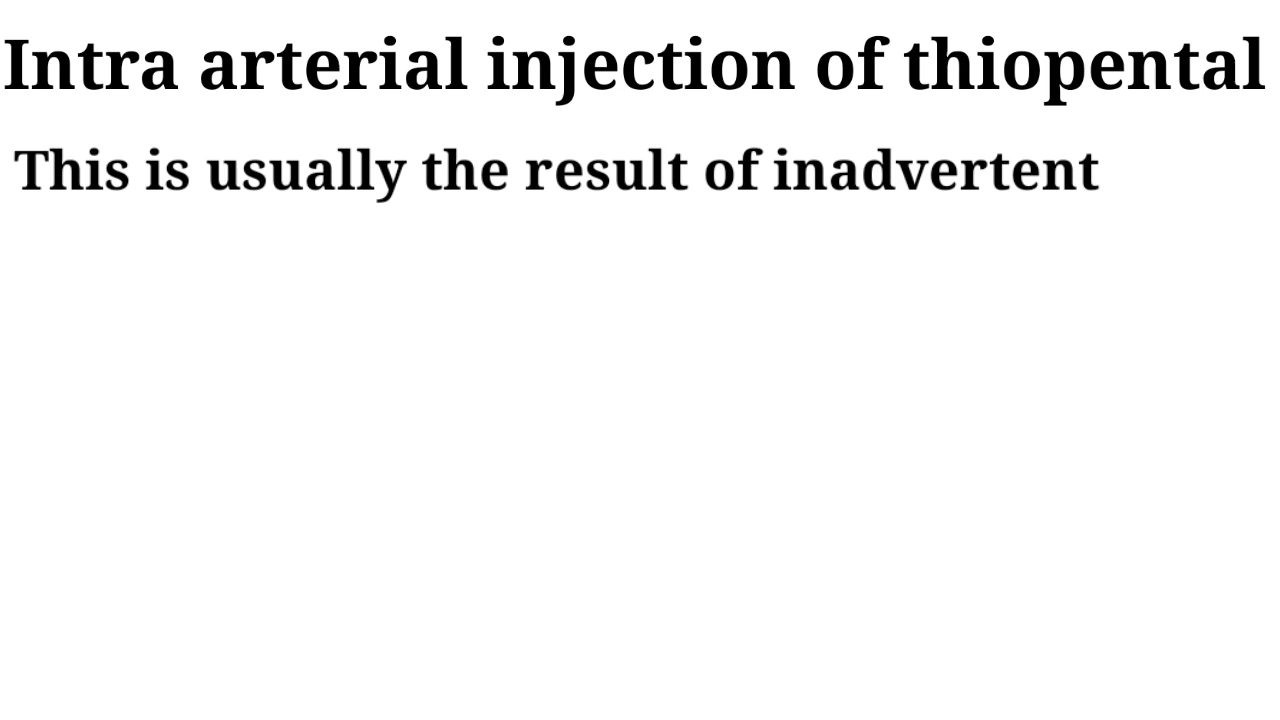 Intra arterial injection of thiopental
This is usually the result of inadvertent